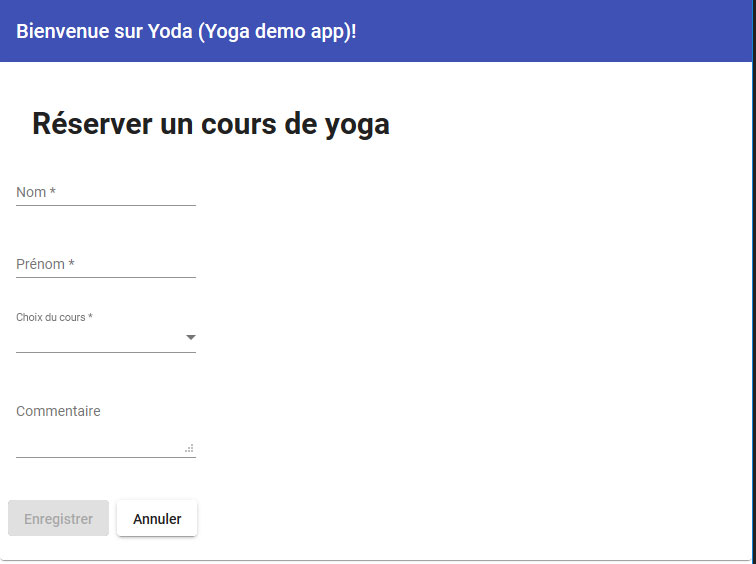 Bienvenue sur Yoda (Yoga demo app)!
Réserver un cours de yoga
Nom *
Prénom *
Choix du cours *
Commentaire
Enregistrer Annuler